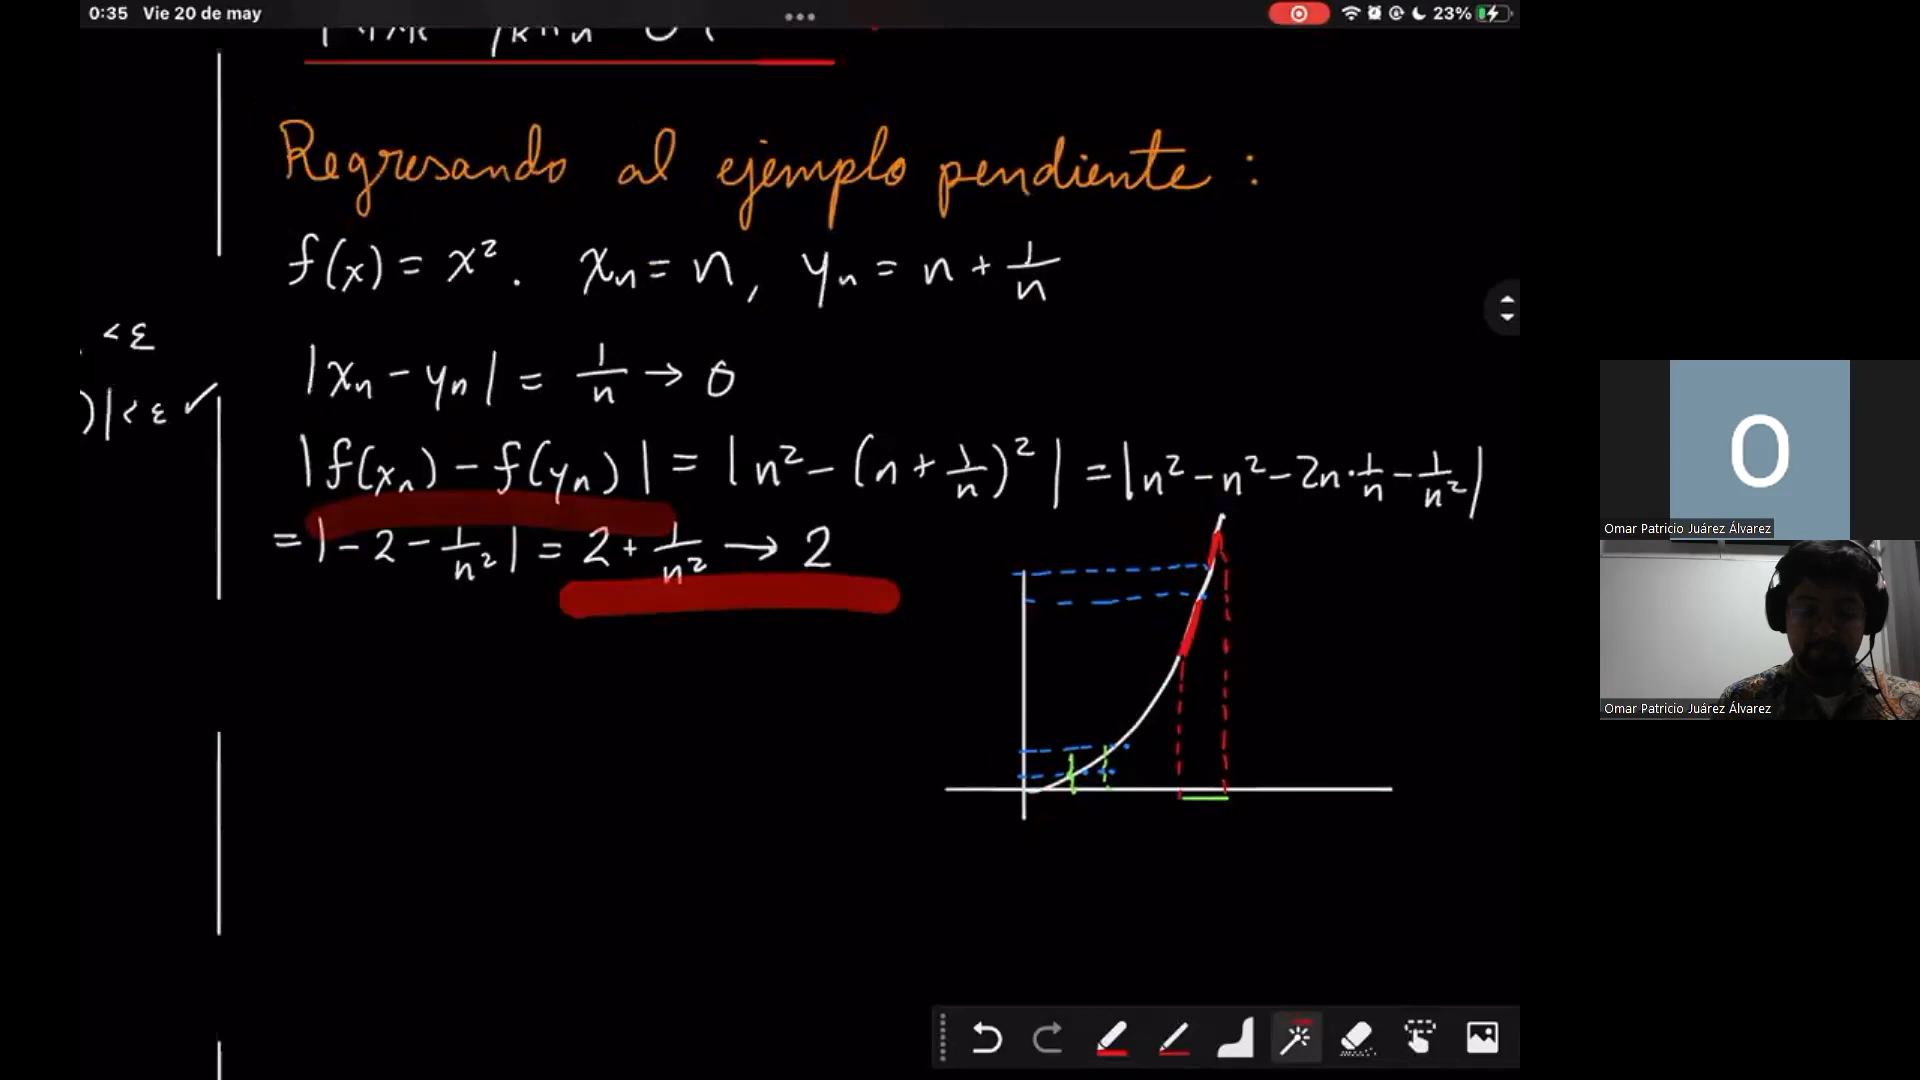 0:35 Vie 20 de may
23%
Regresando al ejemplo pendiente :
f(x) = x². xₙ = n, yₙ = n + 1/n
< ε
)| < ε ✓
|xₙ - yₙ| = 1/n → 0
|f(xₙ) - f(yₙ)| = |n² - (n + 1/n)²| = |n² - n² - 2n · 1/n - 1/n²|
= |-2 - 1/n²| = 2 + 1/n² → 2
O
Omar Patricio Juárez Álvarez
Omar Patricio Juárez Álvarez